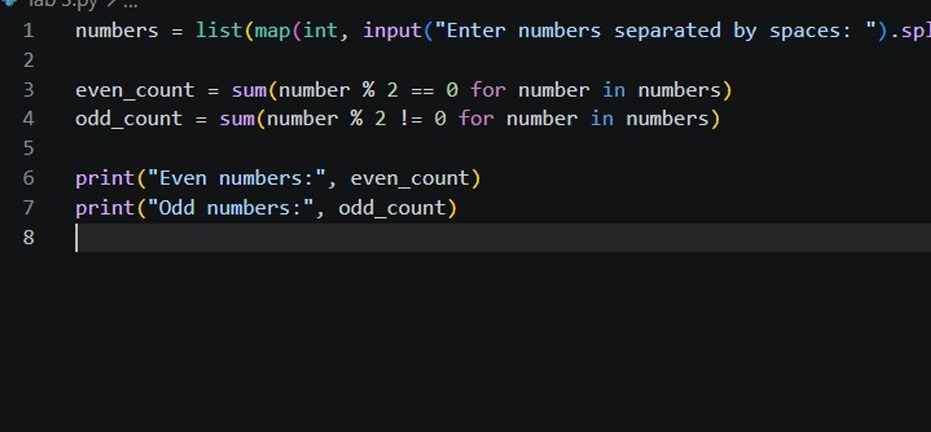 lab 3.py > ...
1 numbers = list(map(int, input("Enter numbers separated by spaces: ").spl
2
3 even_count = sum(number % 2 == 0 for number in numbers)
4 odd_count = sum(number % 2 != 0 for number in numbers)
5
6 print("Even numbers:", even_count)
7 print("Odd numbers:", odd_count)
8